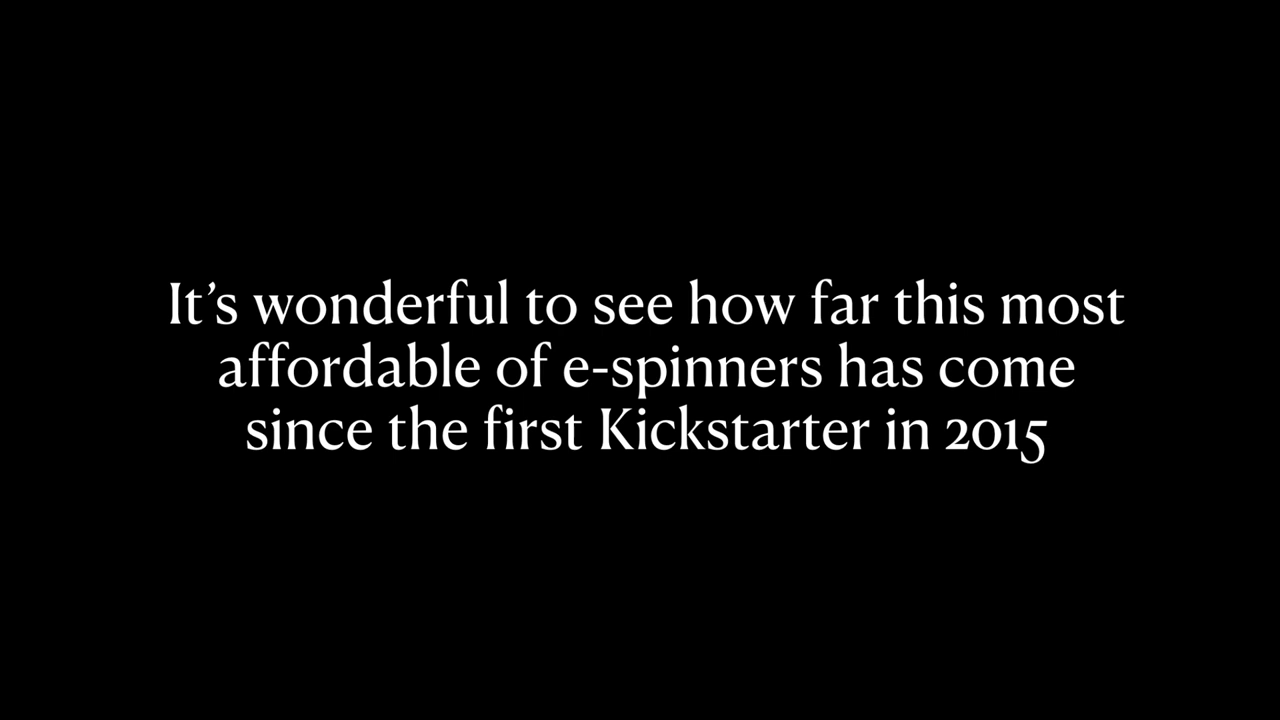 It’s wonderful to see how far this most
affordable of e-spinners has come
since the first Kickstarter in 2015